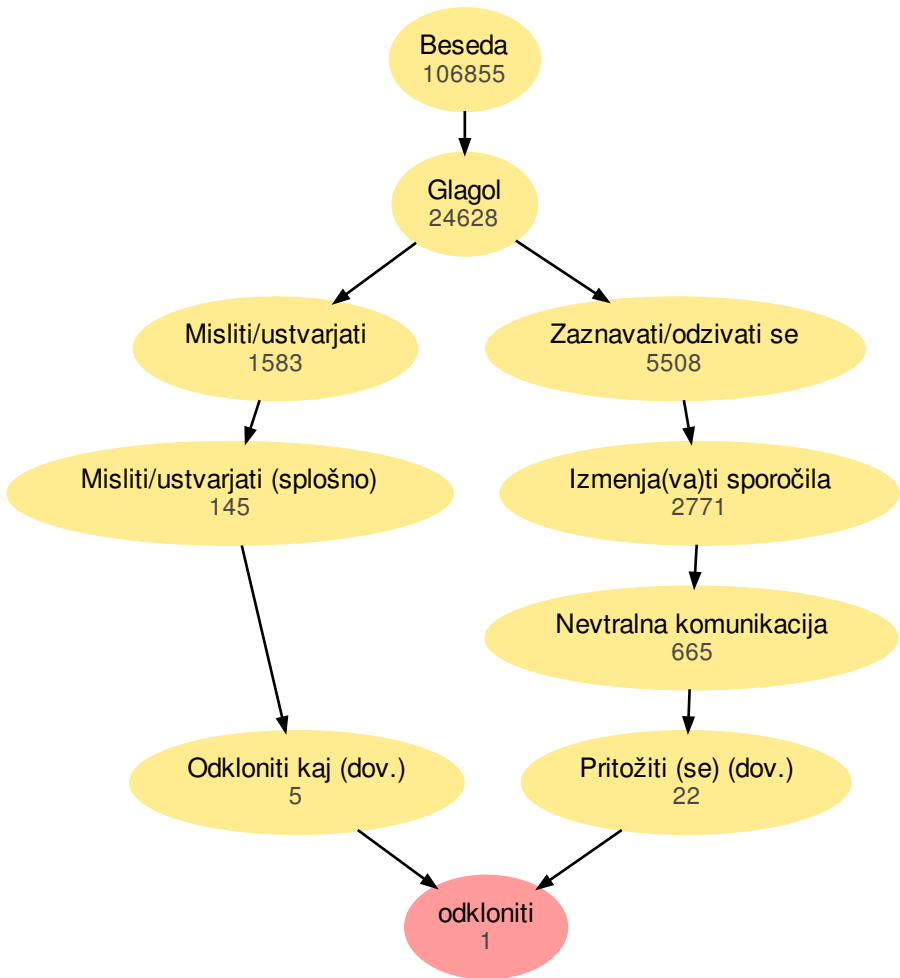 Beseda
106855
Glagol
24628
Misliti/ustvarjati
1583
Zaznavati/odzivati se
5508
Misliti/ustvarjati (splošno)
145
Izmenja(va)ti sporočila
2771
Nevtralna komunikacija
665
Odkloniti kaj (dov.)
5
Pritožiti (se) (dov.)
22
odkloniti
1